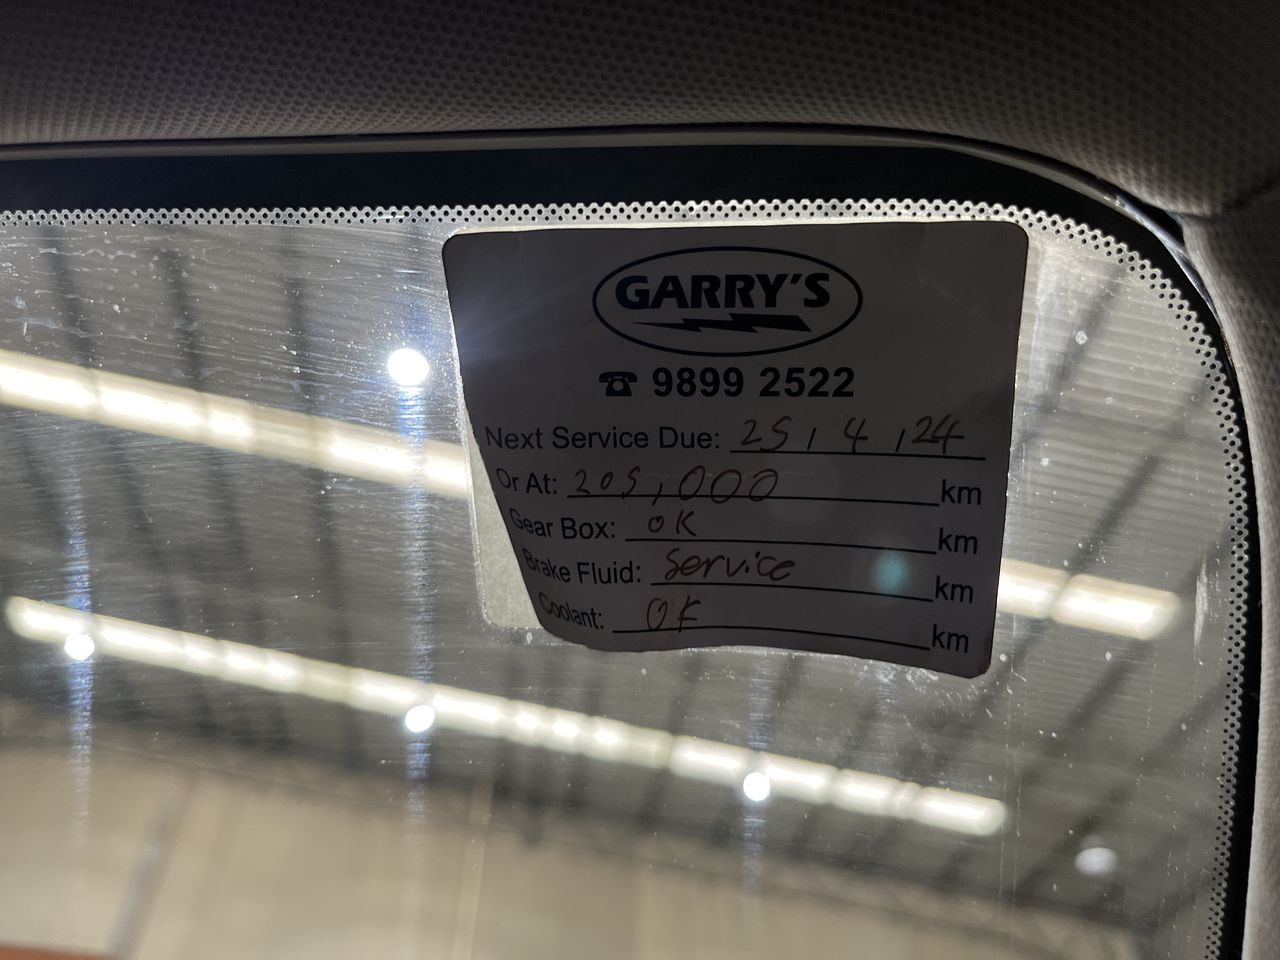 GARRY'S
☎ 9899 2522
Next Service Due: 25/4/24
Or At: 205,000 km
Gear Box: OK km
Brake Fluid: Service km
Coolant: OK km